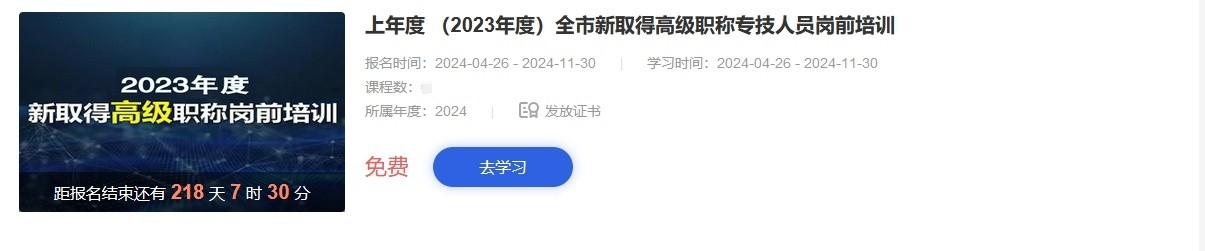 2023年度
新取得高级职称岗前培训
距报名结束还有 218 天 7 时 30 分
上年度 （2023年度）全市新取得高级职称专技人员岗前培训
报名时间：2024-04-26 - 2024-11-30 | 学习时间：2024-04-26 - 2024-11-30
课程数：
所属年度：2024 | 发放证书
免费 去学习